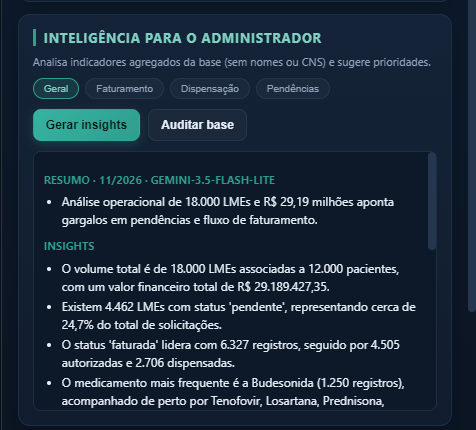 INTELIGÊNCIA PARA O ADMINISTRADOR
Analisa indicadores agregados da base (sem nomes ou CNS) e sugere prioridades.
Geral Faturamento Dispensação Pendências
Gerar insights Auditar base
RESUMO · 11/2026 · GEMINI-3.5-FLASH-LITE
• Análise operacional de 18.000 LMEs e R$ 29,19 milhões aponta
gargalos em pendências e fluxo de faturamento.
INSIGHTS
• O volume total é de 18.000 LMEs associadas a 12.000 pacientes,
com um valor financeiro total de R$ 29.189.427,35.
• Existem 4.462 LMEs com status 'pendente', representando cerca de
24,7% do total de solicitações.
• O status 'faturada' lidera com 6.327 registros, seguido por 4.505
autorizadas e 2.706 dispensadas.
• O medicamento mais frequente é a Budesonida (1.250 registros),
acompanhado de perto por Tenofovir, Losartana, Prednisona,